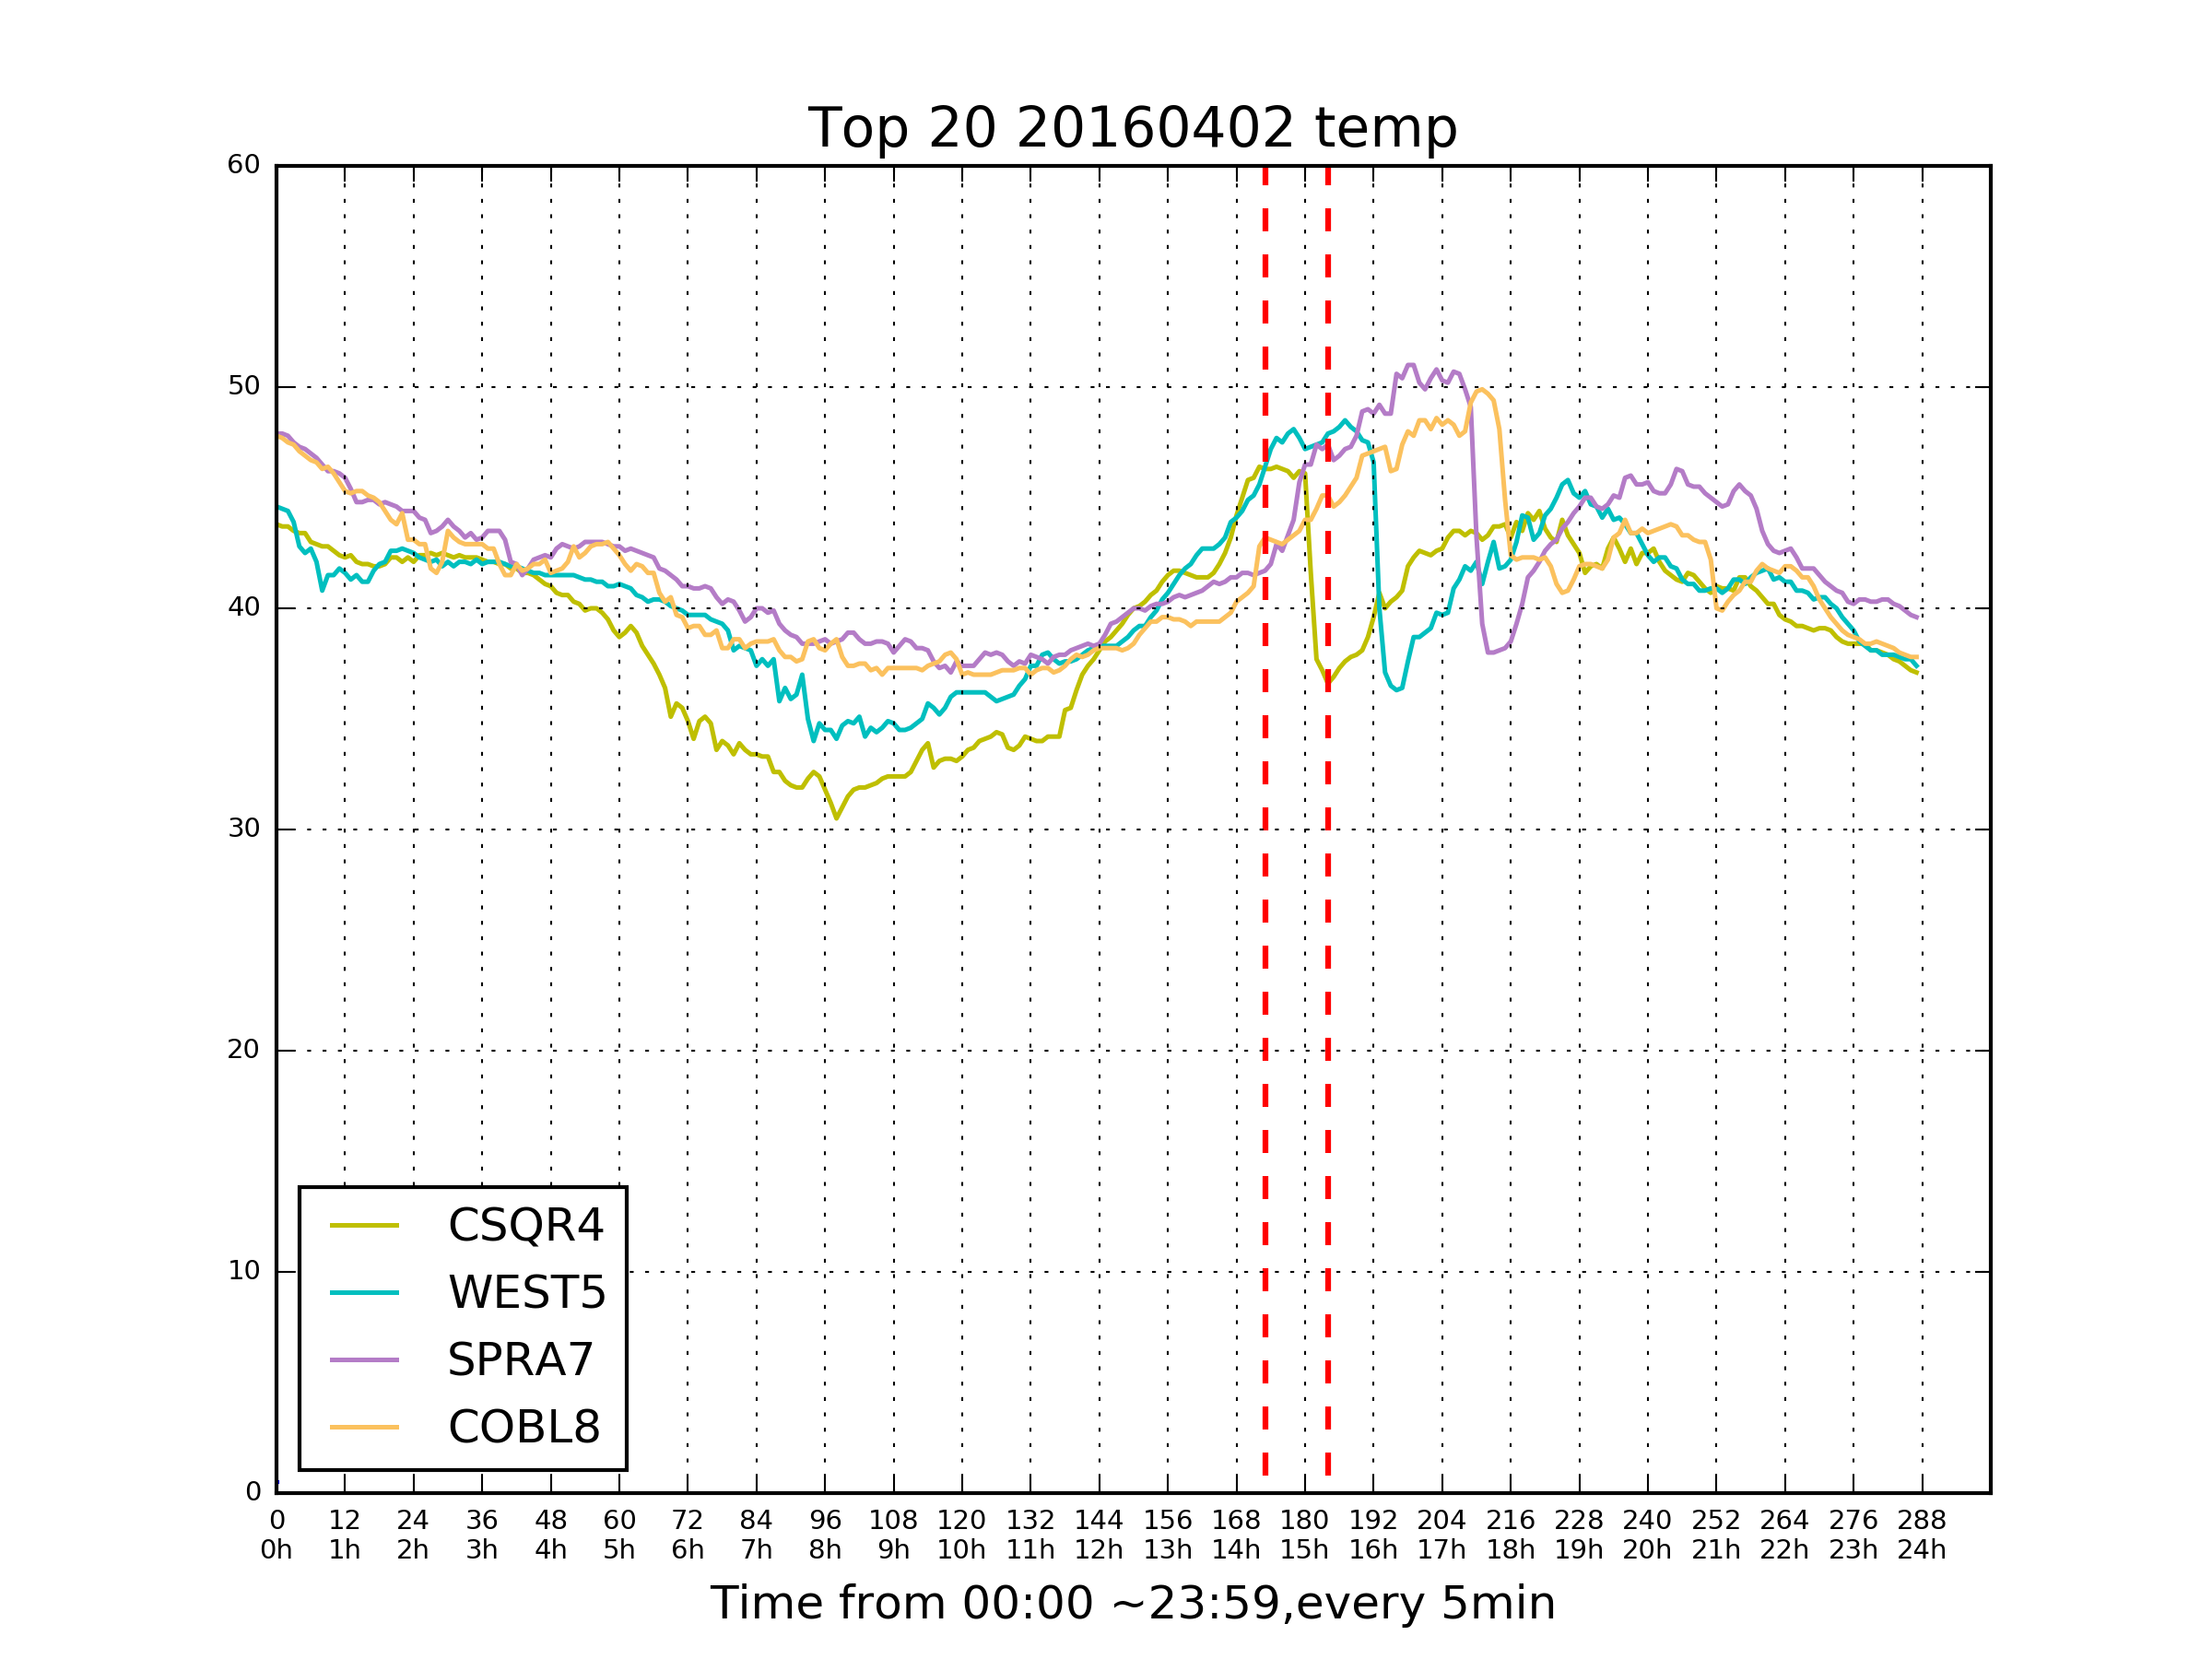 Top 20 20160402 temp
60
50
40
30
20
10
0
CSQR4
WEST5
SPRA7
COBL8
0 12 24 36 48 60 72 84 96 108 120 132 144 156 168 180 192 204 216 228 240 252 264 276 288
0h 1h 2h 3h 4h 5h 6h 7h 8h 9h 10h 11h 12h 13h 14h 15h 16h 17h 18h 19h 20h 21h 22h 23h 24h
Time from 00:00 ~23:59,every 5min